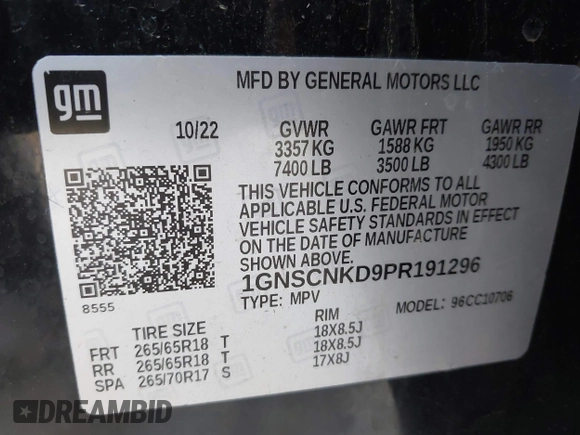 gm
MFD BY GENERAL MOTORS LLC
10/22 GVWR GAWR FRT GAWR RR
3357 KG 1588 KG 1950 KG
7400 LB 3500 LB 4300 LB
THIS VEHICLE CONFORMS TO ALL
APPLICABLE U.S. FEDERAL MOTOR
VEHICLE SAFETY STANDARDS IN EFFECT
ON THE DATE OF MANUFACTURE
SHOWN ABOVE.
1GNSCNKD9PR191296
8555
TYPE: MPV MODEL: 96CC10706
TIRE SIZE RIM
FRT 265/65R18 T 18X8.5J
RR 265/65R18 T 18X8.5J
SPA 265/70R17 S 17X8J
DREAMBID